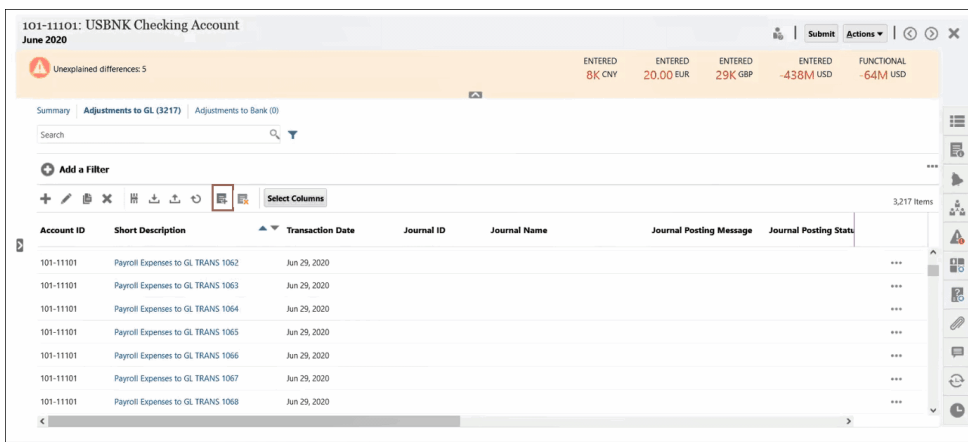 101-11101: USBNK Checking Account
June 2020
Submit Actions
Unexplained differences: 5
ENTERED ENTERED ENTERED ENTERED FUNCTIONAL
8K CNY 20.00 EUR 29K GBP -438M USD -64M USD
Summary Adjustments to GL (3217) Adjustments to Bank (0)
Search
Add a Filter
Select Columns 3,217 Items
Account ID Short Description Transaction Date Journal ID Journal Name Journal Posting Message Journal Posting Statu
101-11101 Payroll Expenses to GL TRANS 1062 Jun 29, 2020
101-11101 Payroll Expenses to GL TRANS 1063 Jun 29, 2020
101-11101 Payroll Expenses to GL TRANS 1064 Jun 29, 2020
101-11101 Payroll Expenses to GL TRANS 1065 Jun 29, 2020
101-11101 Payroll Expenses to GL TRANS 1066 Jun 29, 2020
101-11101 Payroll Expenses to GL TRANS 1067 Jun 29, 2020
101-11101 Payroll Expenses to GL TRANS 1068 Jun 29, 2020